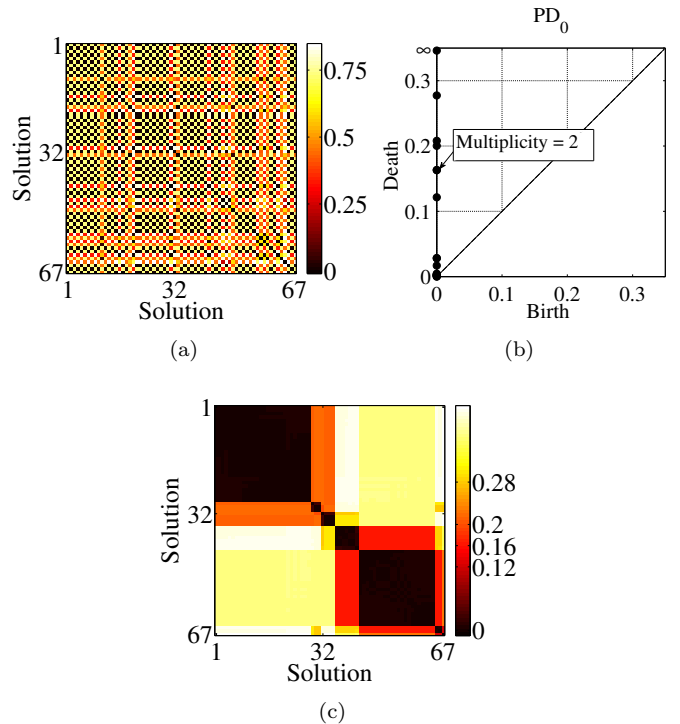 PD0
1
32
67
Solution
1 32 67
Solution
0.75
0.5
0.25
0
(a)
∞
0.3
0.2
0.1
0
Death
Multiplicity = 2
0 0.1 0.2 0.3
Birth
(b)
1
32
67
Solution
1 32 67
Solution
0.28
0.2
0.16
0.12
0
(c)